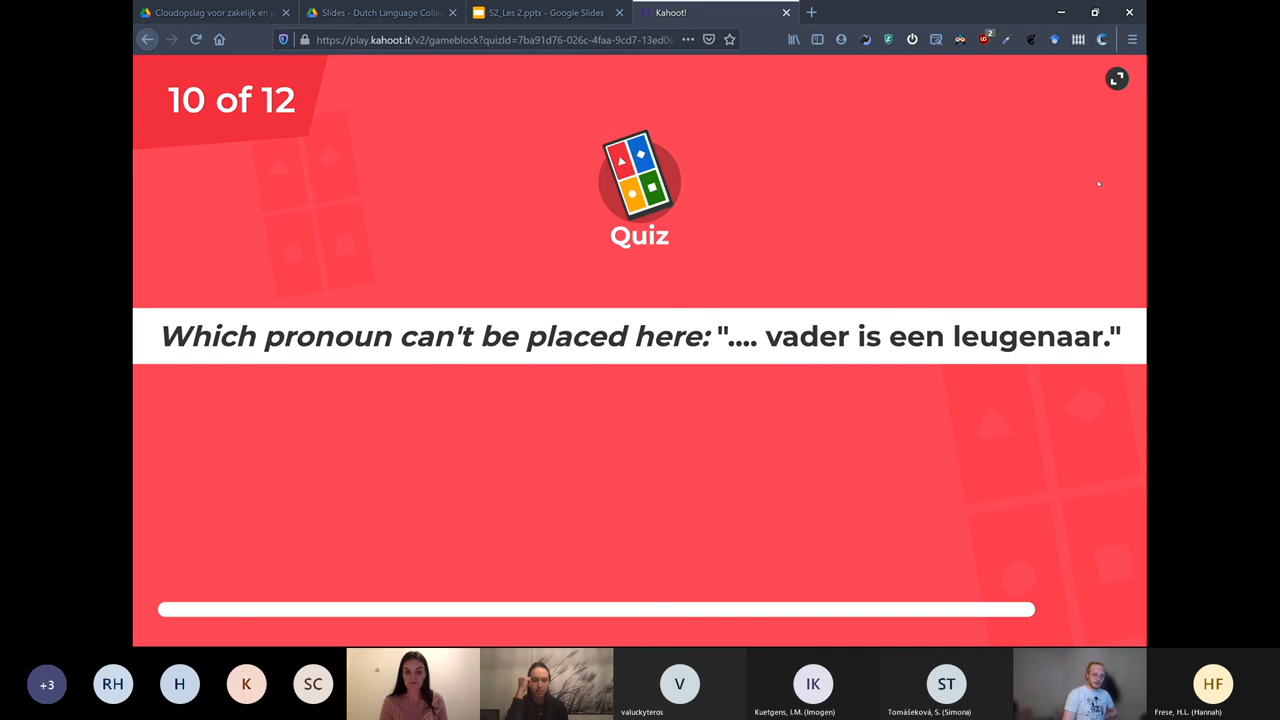 Cloudopslag voor zakelijk en p
Slides - Dutch Language Colla
S2_Les 2.pptx - Google Slides
Kahoot!
https://play.kahoot.it/v2/gameblock?quizId=7ba91d76-026c-4faa-9cd7-13ed06
2
10 of 12
Quiz
Which pronoun can't be placed here: ".... vader is een leugenaar."
+3
RH
H
K
SC
V
IK
ST
HF
valuckyteros
Kuetgens, I.M. (Imogen)
Tomášeková, S. (Simona)
Frese, H.L. (Hannah)